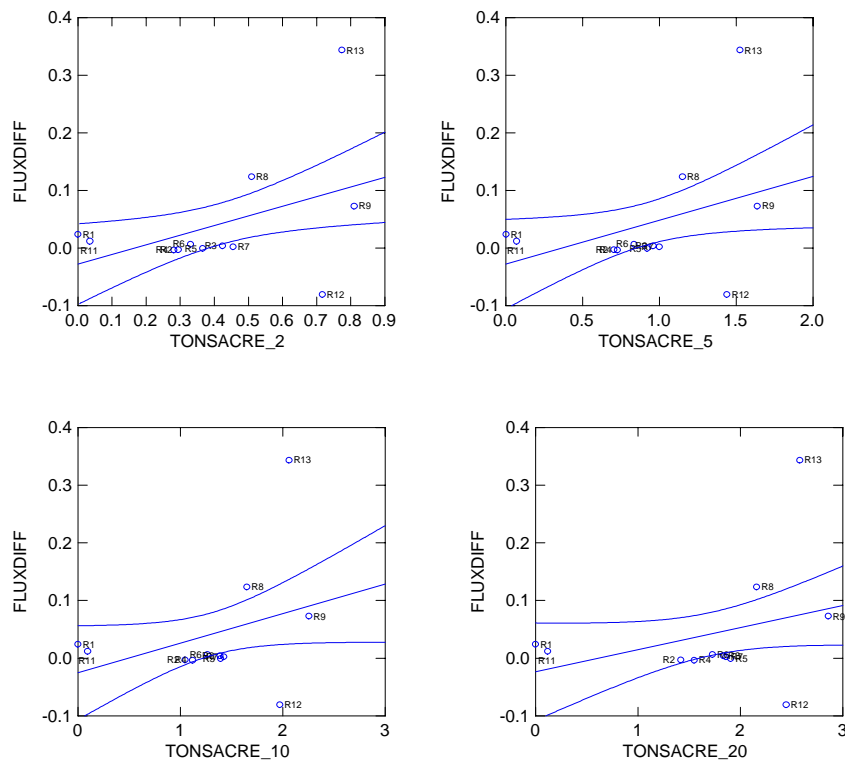 0.4
0.3
0.2
0.1
0.0
-0.1
FLUXDIFF
0.0 0.1 0.2 0.3 0.4 0.5 0.6 0.7 0.8 0.9
TONSACRE_2
R13
R8
R9
R1
R11
R6
R5
R3
R7
R12
0.4
0.3
0.2
0.1
0.0
-0.1
FLUXDIFF
0.0 0.5 1.0 1.5 2.0
TONSACRE_5
R13
R8
R9
R1
R11
R6
R12
0.4
0.3
0.2
0.1
0.0
-0.1
FLUXDIFF
0 1 2 3
TONSACRE_10
R13
R8
R9
R1
R11
R12
0.4
0.3
0.2
0.1
0.0
-0.1
FLUXDIFF
0 1 2 3
TONSACRE_20
R13
R8
R9
R1
R11
R2
R4
R5
R12